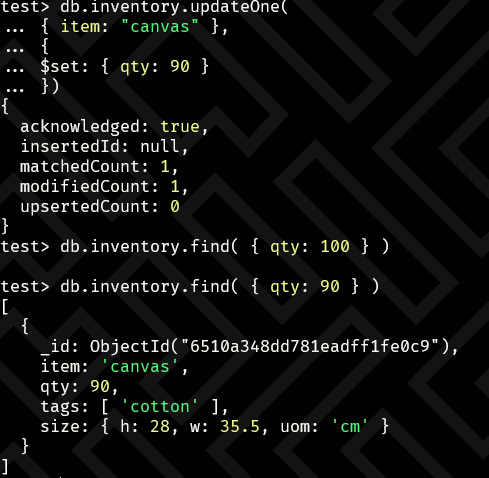 test> db.inventory.updateOne(
... { item: "canvas" },
... {
... $set: { qty: 90 }
... })
{
  acknowledged: true,
  insertedId: null,
  matchedCount: 1,
  modifiedCount: 1,
  upsertedCount: 0
}
test> db.inventory.find( { qty: 100 } )

test> db.inventory.find( { qty: 90 } )
[
  {
    _id: ObjectId("6510a348dd781eadff1fe0c9"),
    item: 'canvas',
    qty: 90,
    tags: [ 'cotton' ],
    size: { h: 28, w: 35.5, uom: 'cm' }
  }
]